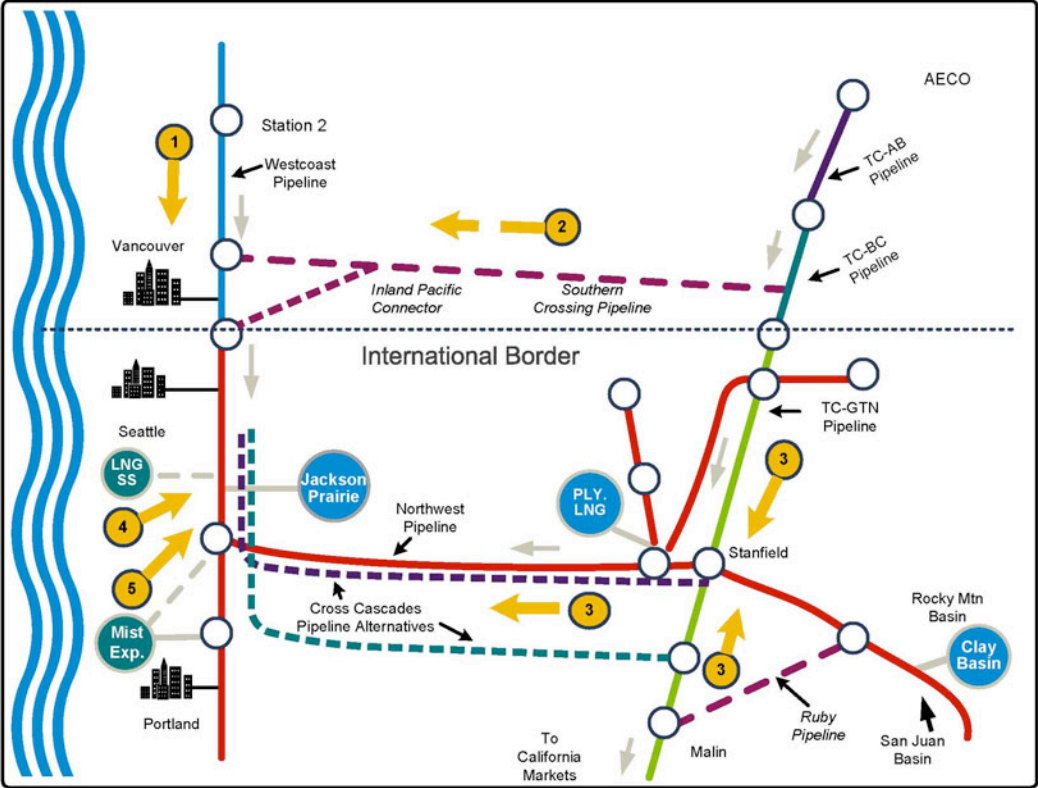 AECO
Station 2
1
Westcoast
Pipeline
TC-AB
Pipeline
2
Vancouver
TC-BC
Pipeline
Inland Pacific
Connector
Southern
Crossing Pipeline
International Border
TC-GTN
Pipeline
Seattle
3
LNG
SS
Jackson
Prairie
PLY.
LNG
4
Northwest
Pipeline
Stanfield
5
Cross Cascades
Pipeline Alternatives
3
Rocky Mtn
Basin
Mist
Exp.
Clay
Basin
3
Portland
Ruby
Pipeline
To
California
Markets
Malin
San Juan
Basin